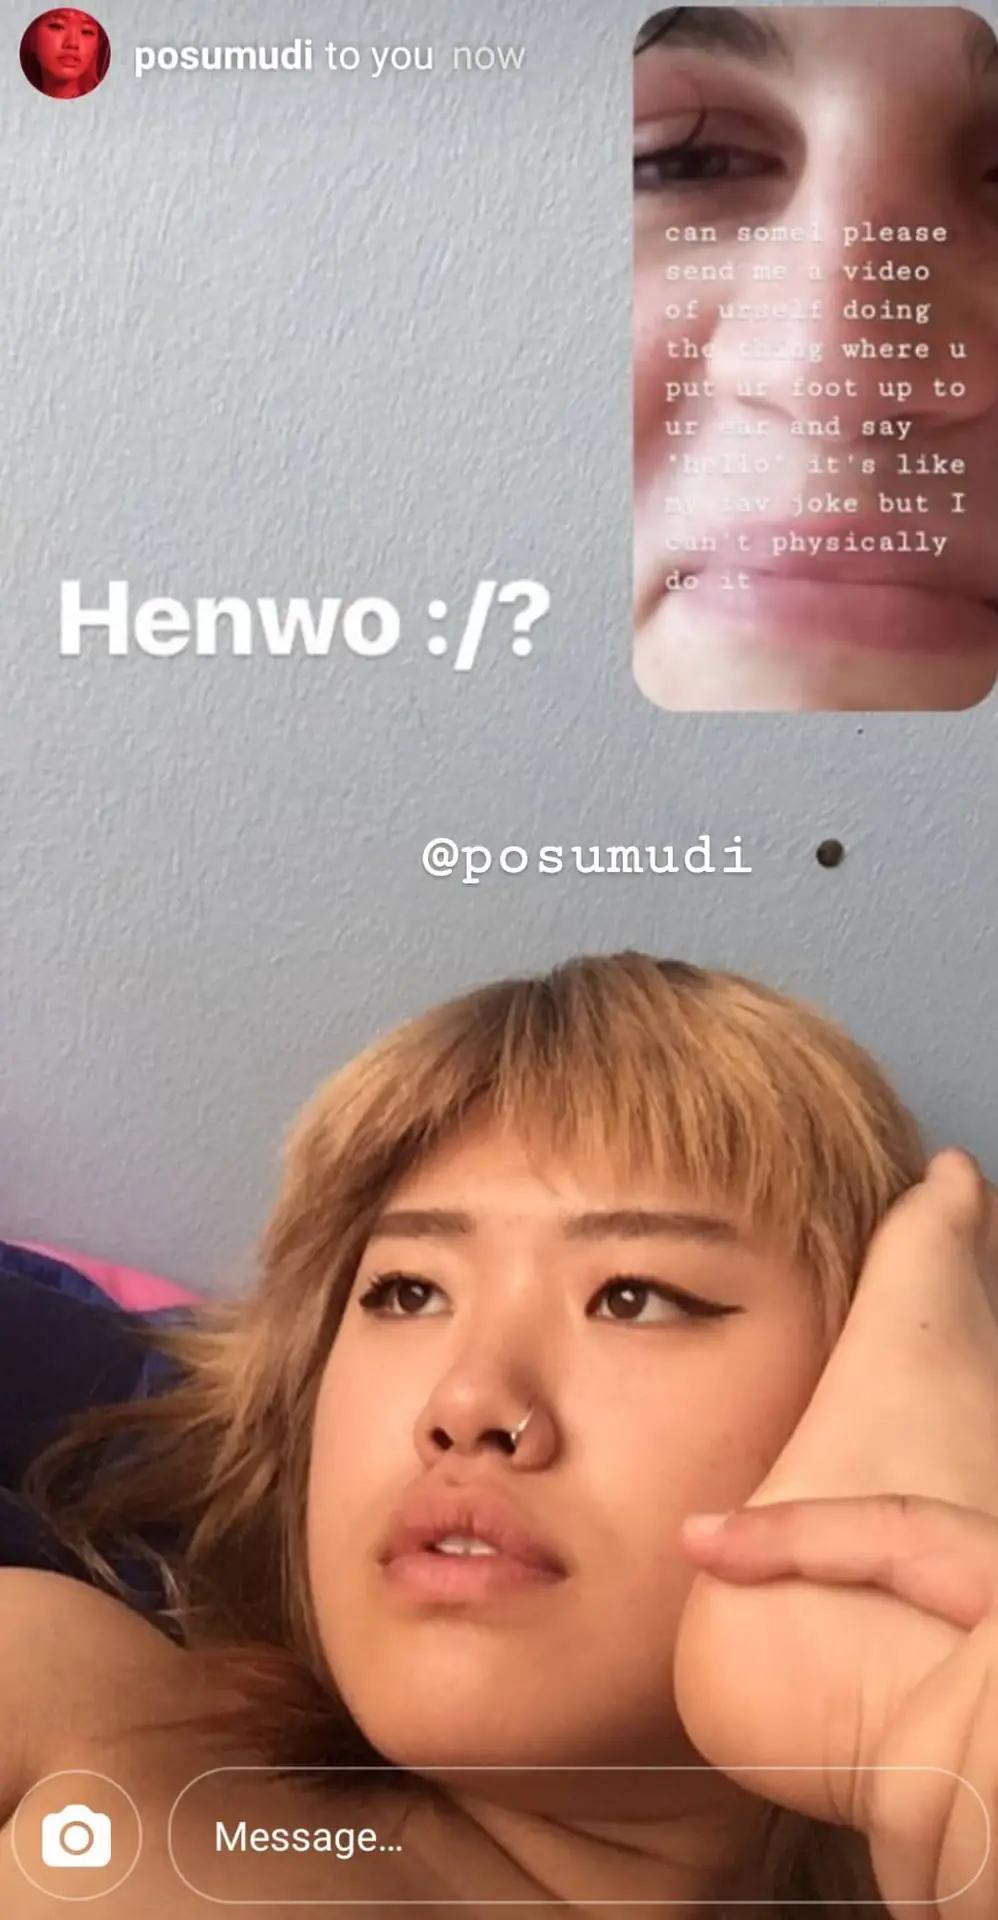 posumudi to you now
can some1 please
send me a video
of urself doing
the thing where u
put ur foot up to
ur ear and say
"hello" it's like
my fav joke but I
can't physically
do it
Henwo :/?
@posumudi
Message...